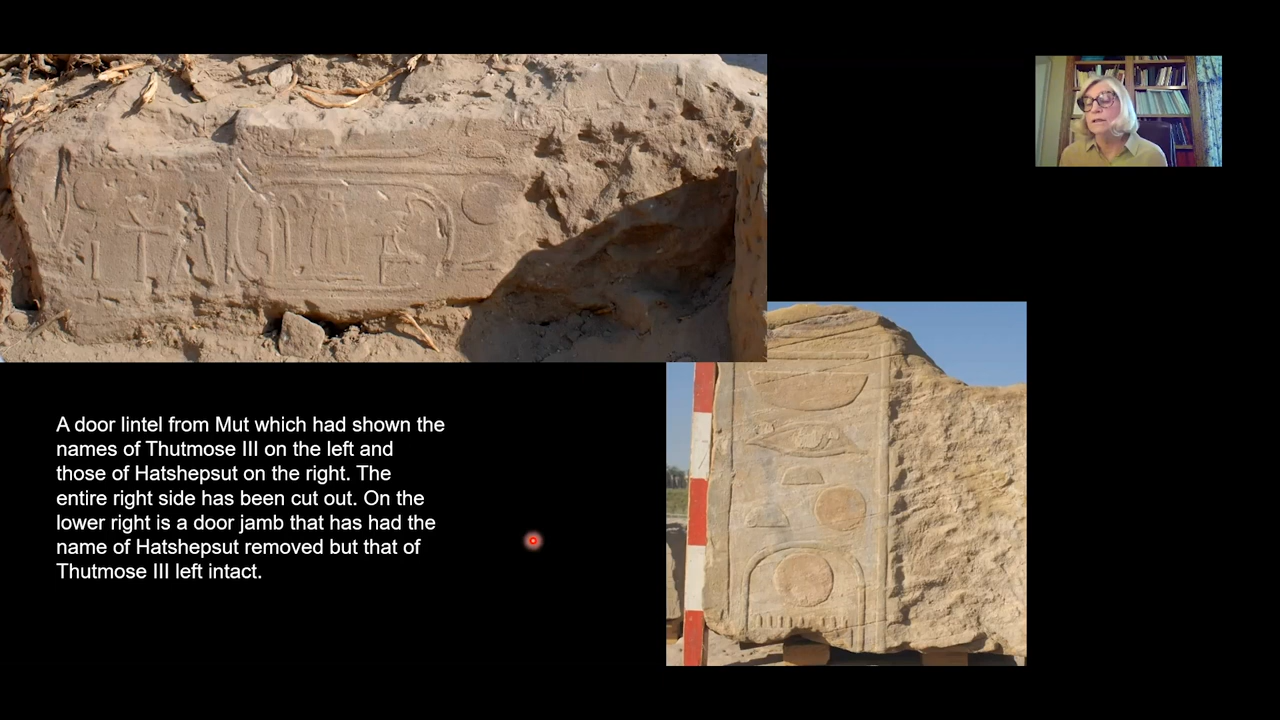 A door lintel from Mut which had shown the
names of Thutmose III on the left and
those of Hatshepsut on the right. The
entire right side has been cut out. On the
lower right is a door jamb that has had the
name of Hatshepsut removed but that of
Thutmose III left intact.